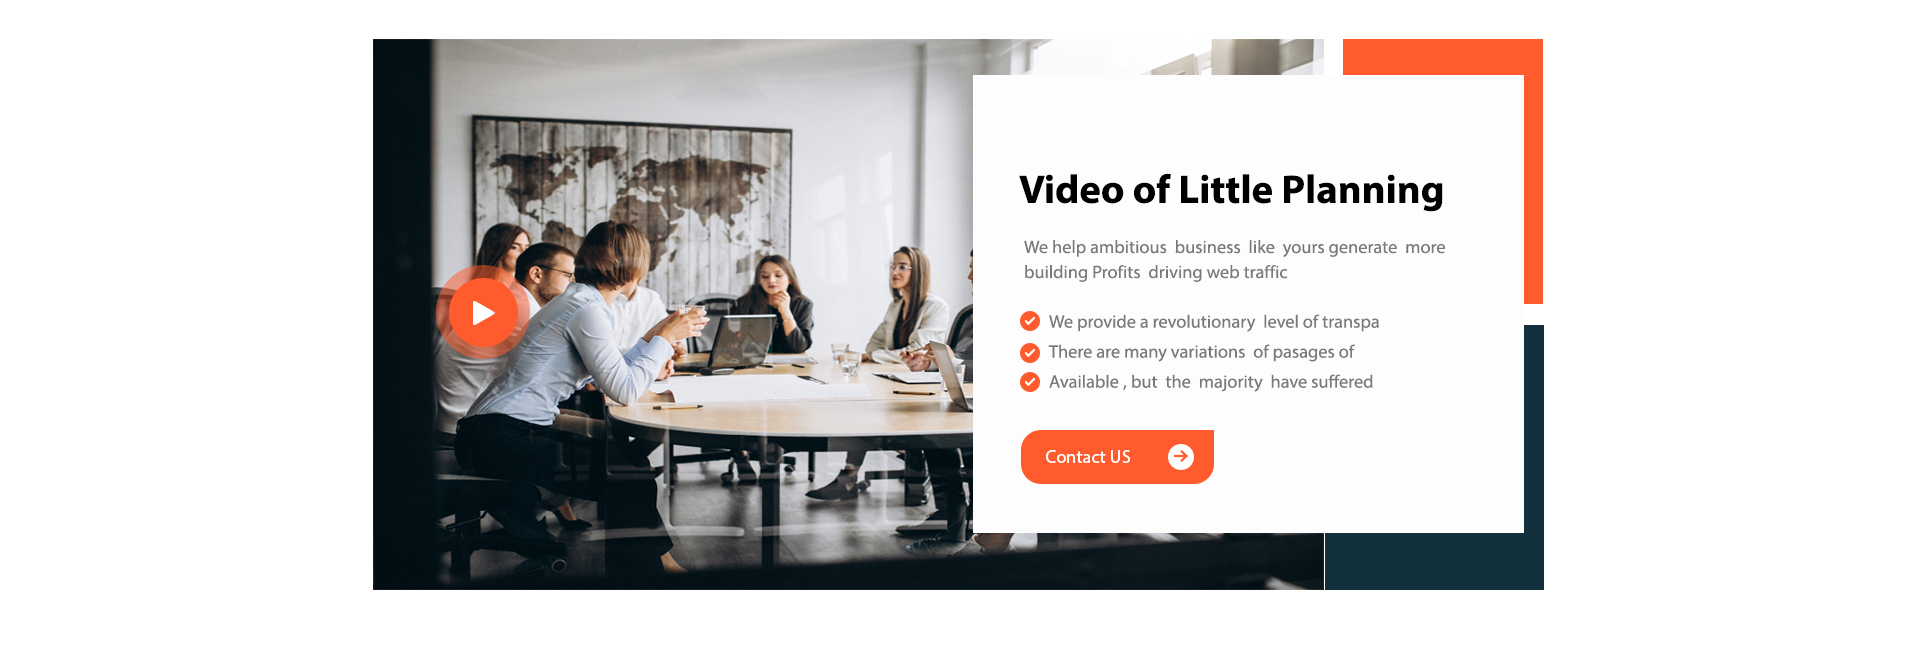 Video of Little Planning
We help ambitious business like yours generate more
building Profits driving web traffic
We provide a revolutionary level of transpa
There are many variations of pasages of
Available , but the majority have suffered
Contact US